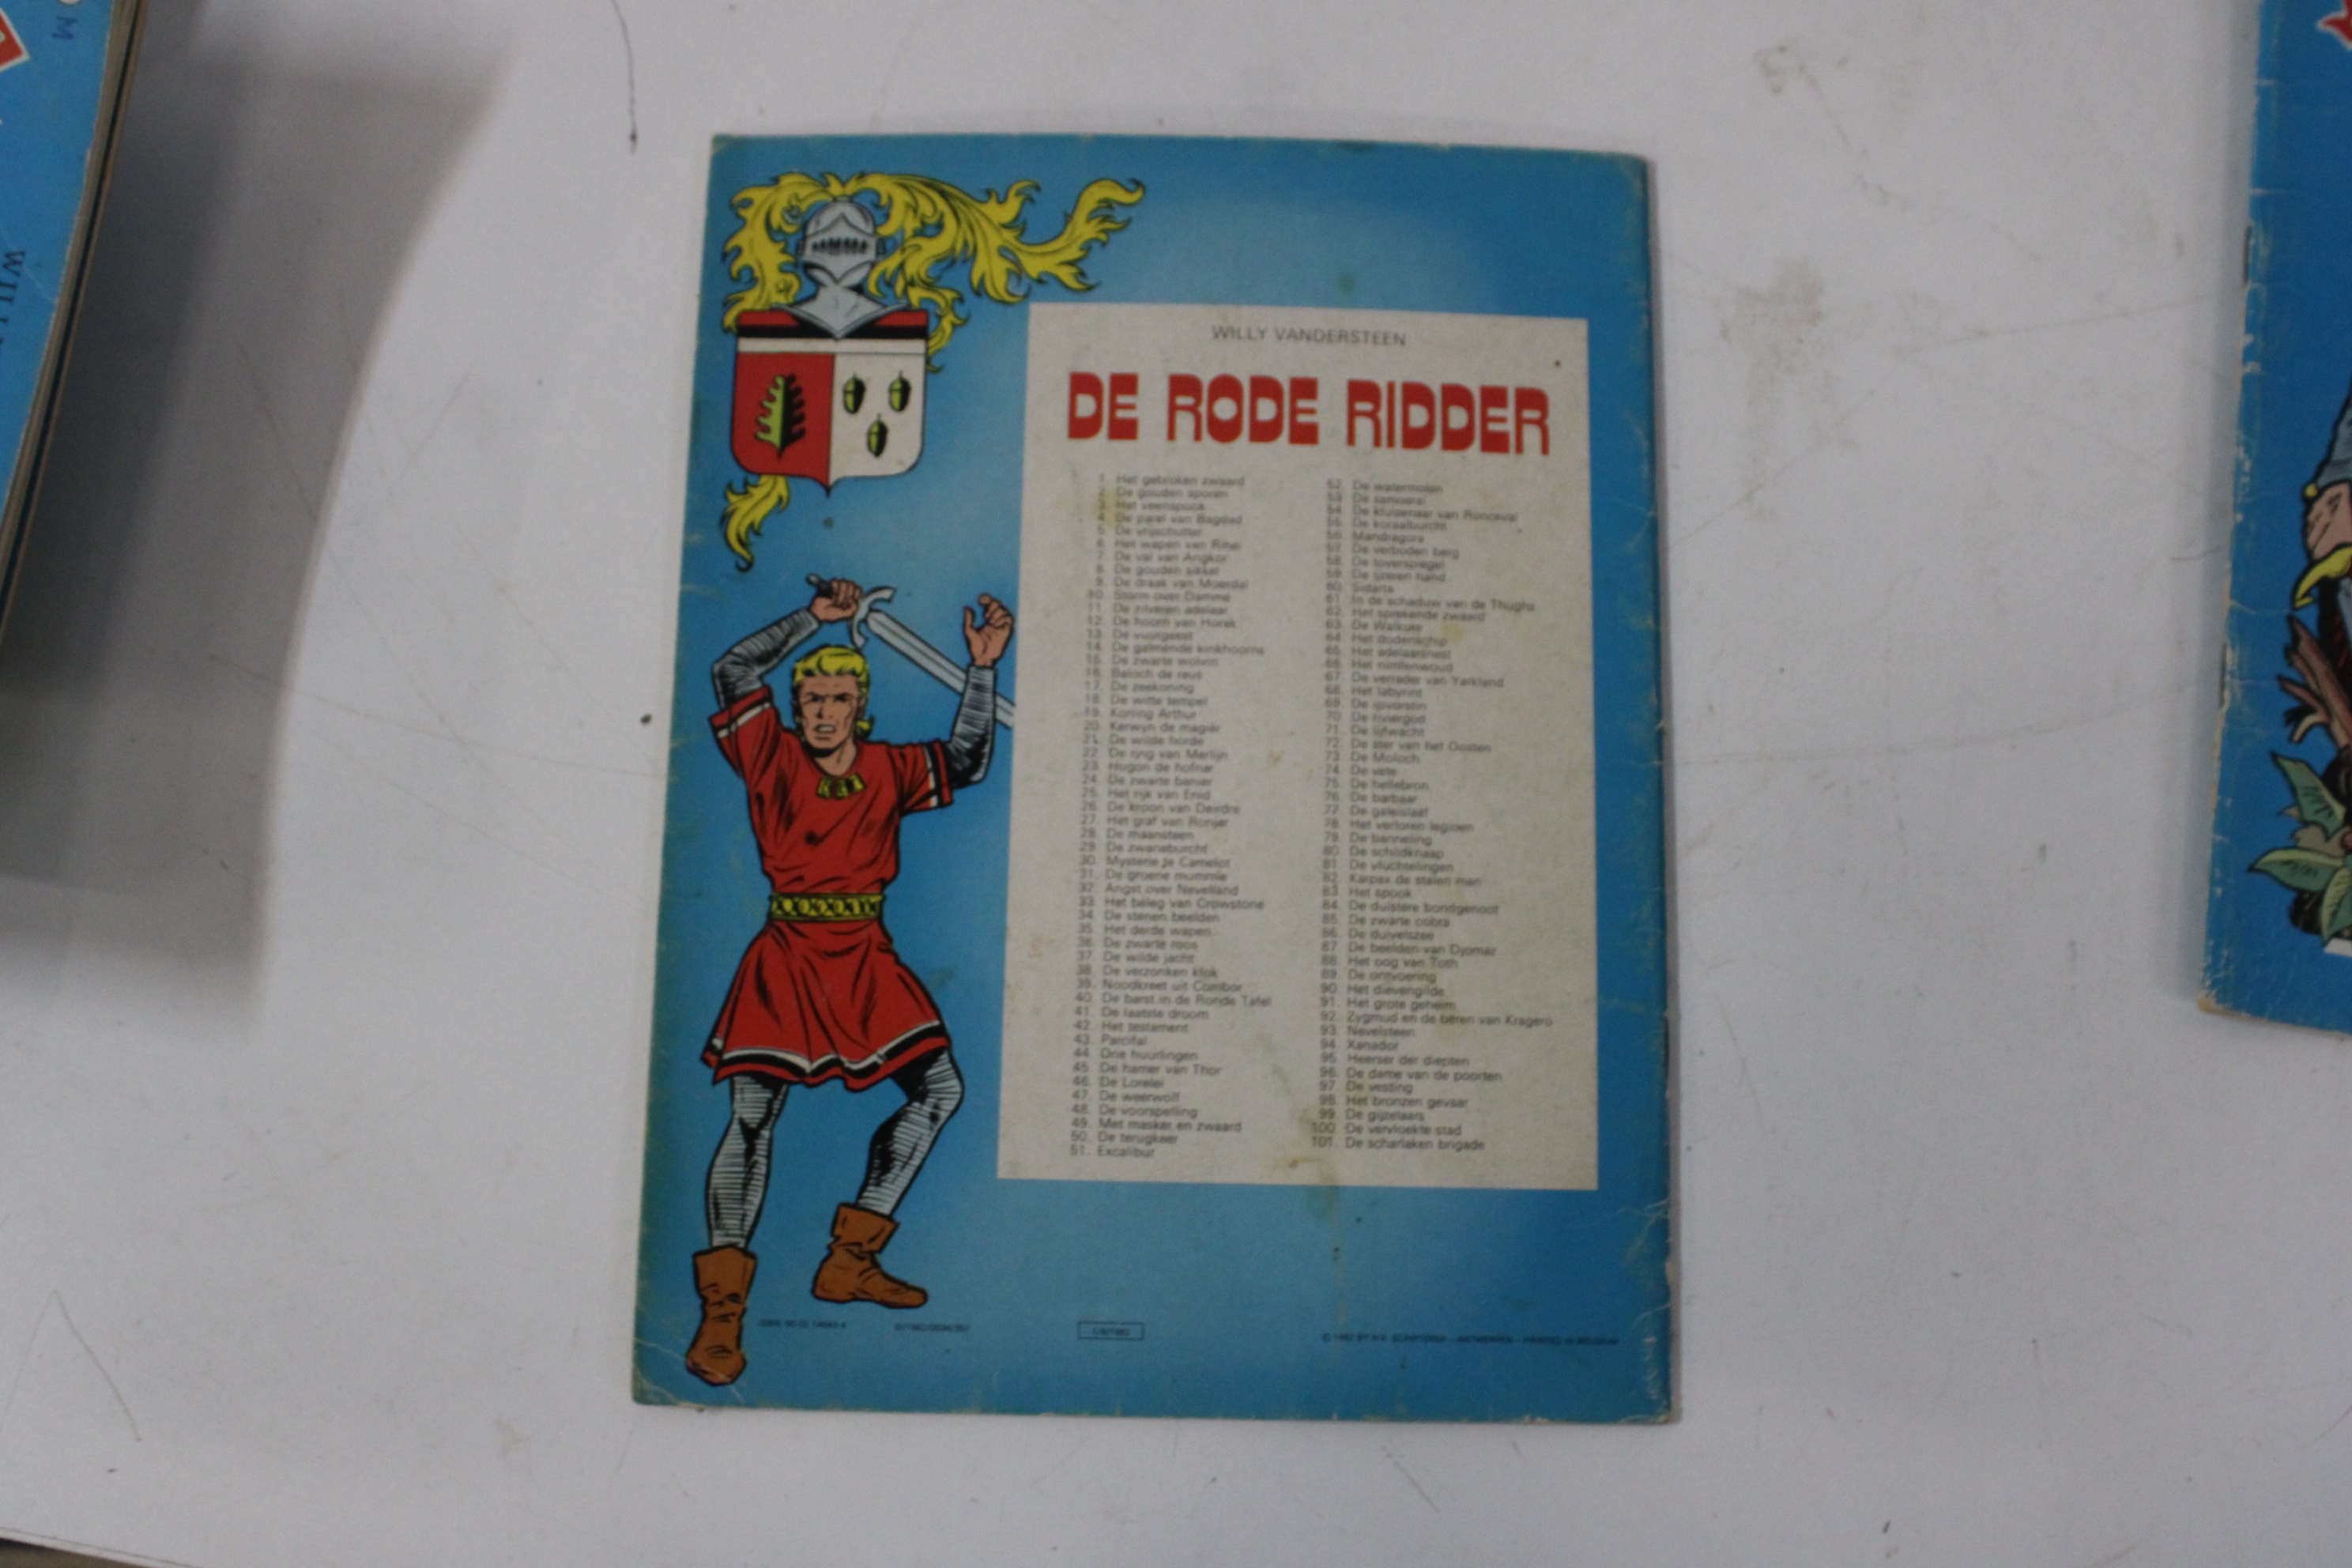 WILLY VANDERSTEEN
DE RODE RIDDER
1. Het gebroken zwaard
2. De gouden sporen
3. Het veenspook
4. De parel van Bagdad
5. De vrijschutter
6. Het wapen van Rihei
7. De val van Angkor
8. De gouden sikkel
9. De draak van Moerdal
10. Storm over Damme
11. De zilveren adelaar
12. De hoorn van Horak
13. De vuurgeest
14. De galmende kinkhoorns
15. De zwarte wolvin
16. Baloch de reus
17. De zeekoning
18. De witte tempel
19. Koning Arthur
20. Kerwyn de magiër
21. De wilde horde
22. De ring van Merlijn
23. Hugon de hofnar
24. De zwarte banier
25. Het rijk van Enid
26. De kroon van Deirdre
27. Het graf van Ronjar
28. De maansteen
29. De zwaneburcht
30. Mysterie te Camelot
31. De groene mummie
32. Angst over Nevelland
33. Het beleg van Crowstone
34. De stenen beelden
35. Het derde wapen
36. De zwarte roos
37. De wilde jacht
38. De verzonken klok
39. Noodkreet uit Combor
40. De barst in de Ronde Tafel
41. De laatste droom
42. Het testament
43. Parcifal
44. Drie huurlingen
45. De hamer van Thor
46. De Lorelei
47. De weerwolf
48. De voorspelling
49. Met masker en zwaard
50. De terugkeer
51. Excalibur
52. De watermolen
53. De samoerai
54. De kluizenaar van Ronceval
55. De koraalburcht
56. Mandragora
57. De verboden berg
58. De toverspiegel
59. De ijzeren hand
60. Sidarta
61. In de schaduw van de Thughs
62. Het sprekende zwaard
63. De Walkure
64. Het dodenschip
65. Het adelaarsnest
66. Het nimfenwoud
67. De verrader van Yarkland
68. Het labyrint
69. De ijsvorstin
70. De riviergod
71. De lijfwacht
72. De ster van het Oosten
73. De Moloch
74. De vete
75. De hellebron
76. De barbaar
77. De galeislaaf
78. Het verloren legioen
79. De banneling
80. De schildknaap
81. De vluchtelingen
82. Karpax de stalen man
83. Het spook
84. De duistere bondgenoot
85. De zwarte cobra
86. De duivelszee
87. De beelden van Djomaz
88. Het oog van Toth
89. De ontvoering
90. Het dievengilde
91. Het grote geheim
92. Zygmud en de beren van Kragero
93. Nevelsteen
94. Xanador
95. Heerser der diepten
96. De dame van de poorten
97. De vesting
98. Het bronzen gevaar
99. De gijzelaars
100. De vervloekte stad
101. De scharlaken brigade
© 1982 BY N.V. SCRIPTORIA - ANTWERPEN - PRINTED IN BELGIUM